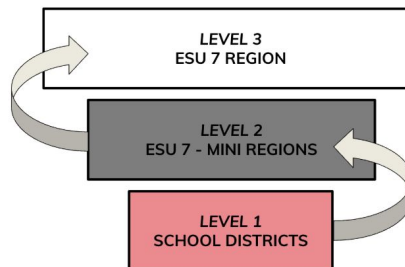 LEVEL 3
ESU 7 REGION
LEVEL 2
ESU 7 - MINI REGIONS
LEVEL 1
SCHOOL DISTRICTS